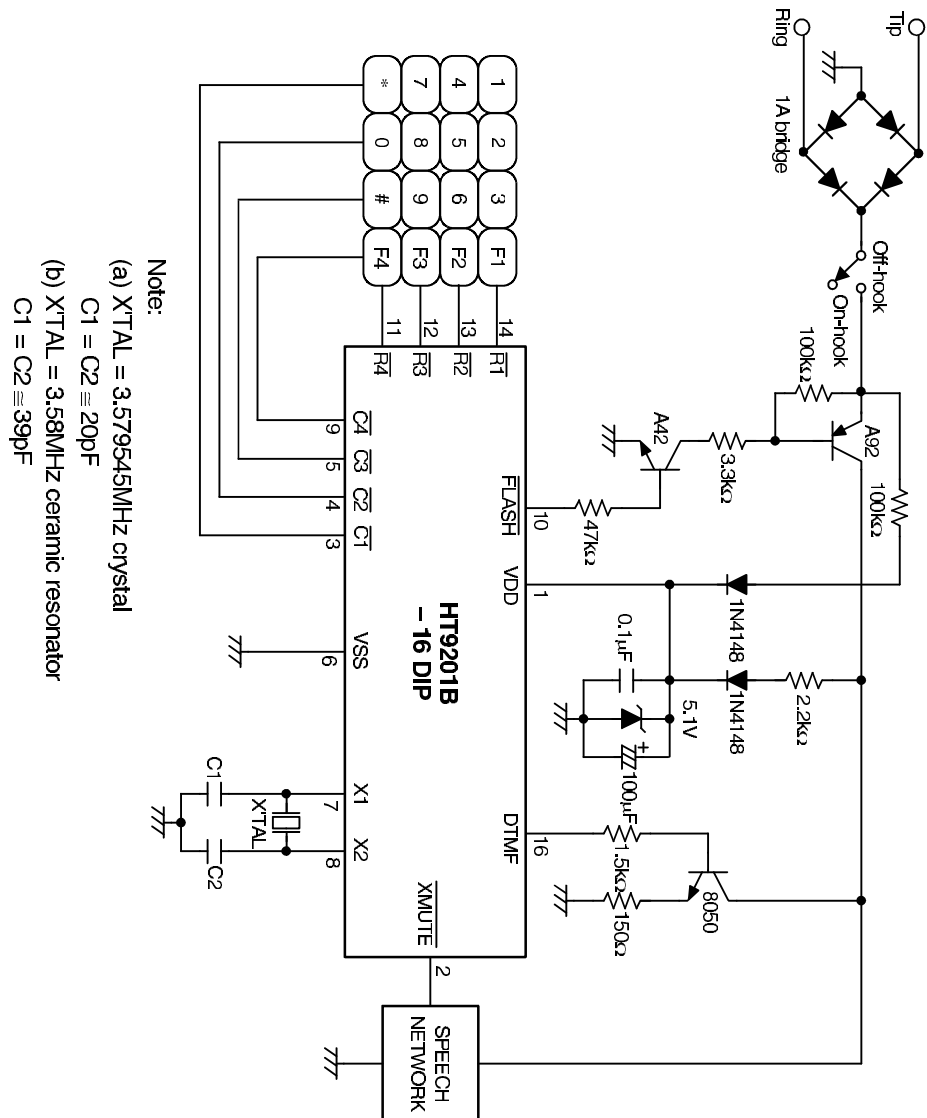 Tip
Ring
1A bridge
Off-hook
On-hook
A92
100kΩ
100kΩ
3.3kΩ
A42
47kΩ
1N4148
2.2kΩ
1N4148
5.1V
0.1µF
+
100µF
8050
1.5kΩ
150Ω
1 2 3 F1
4 5 6 F2
7 8 9 F3
* 0 # F4
14 R1
13 R2
12 R3
11 R4
10 FLASH
1 VDD
16 DTMF
HT9201B
– 16 DIP
C4 9
C3 5
C2 4
C1 3
VSS 6
X1 7
X2 8
XMUTE 2
SPEECH
NETWORK
X'TAL
C1
C2
Note:
(a) X'TAL = 3.579545MHz crystal
C1 = C2 ≅ 20pF
(b) X'TAL = 3.58MHz ceramic resonator
C1 = C2 ≅ 39pF